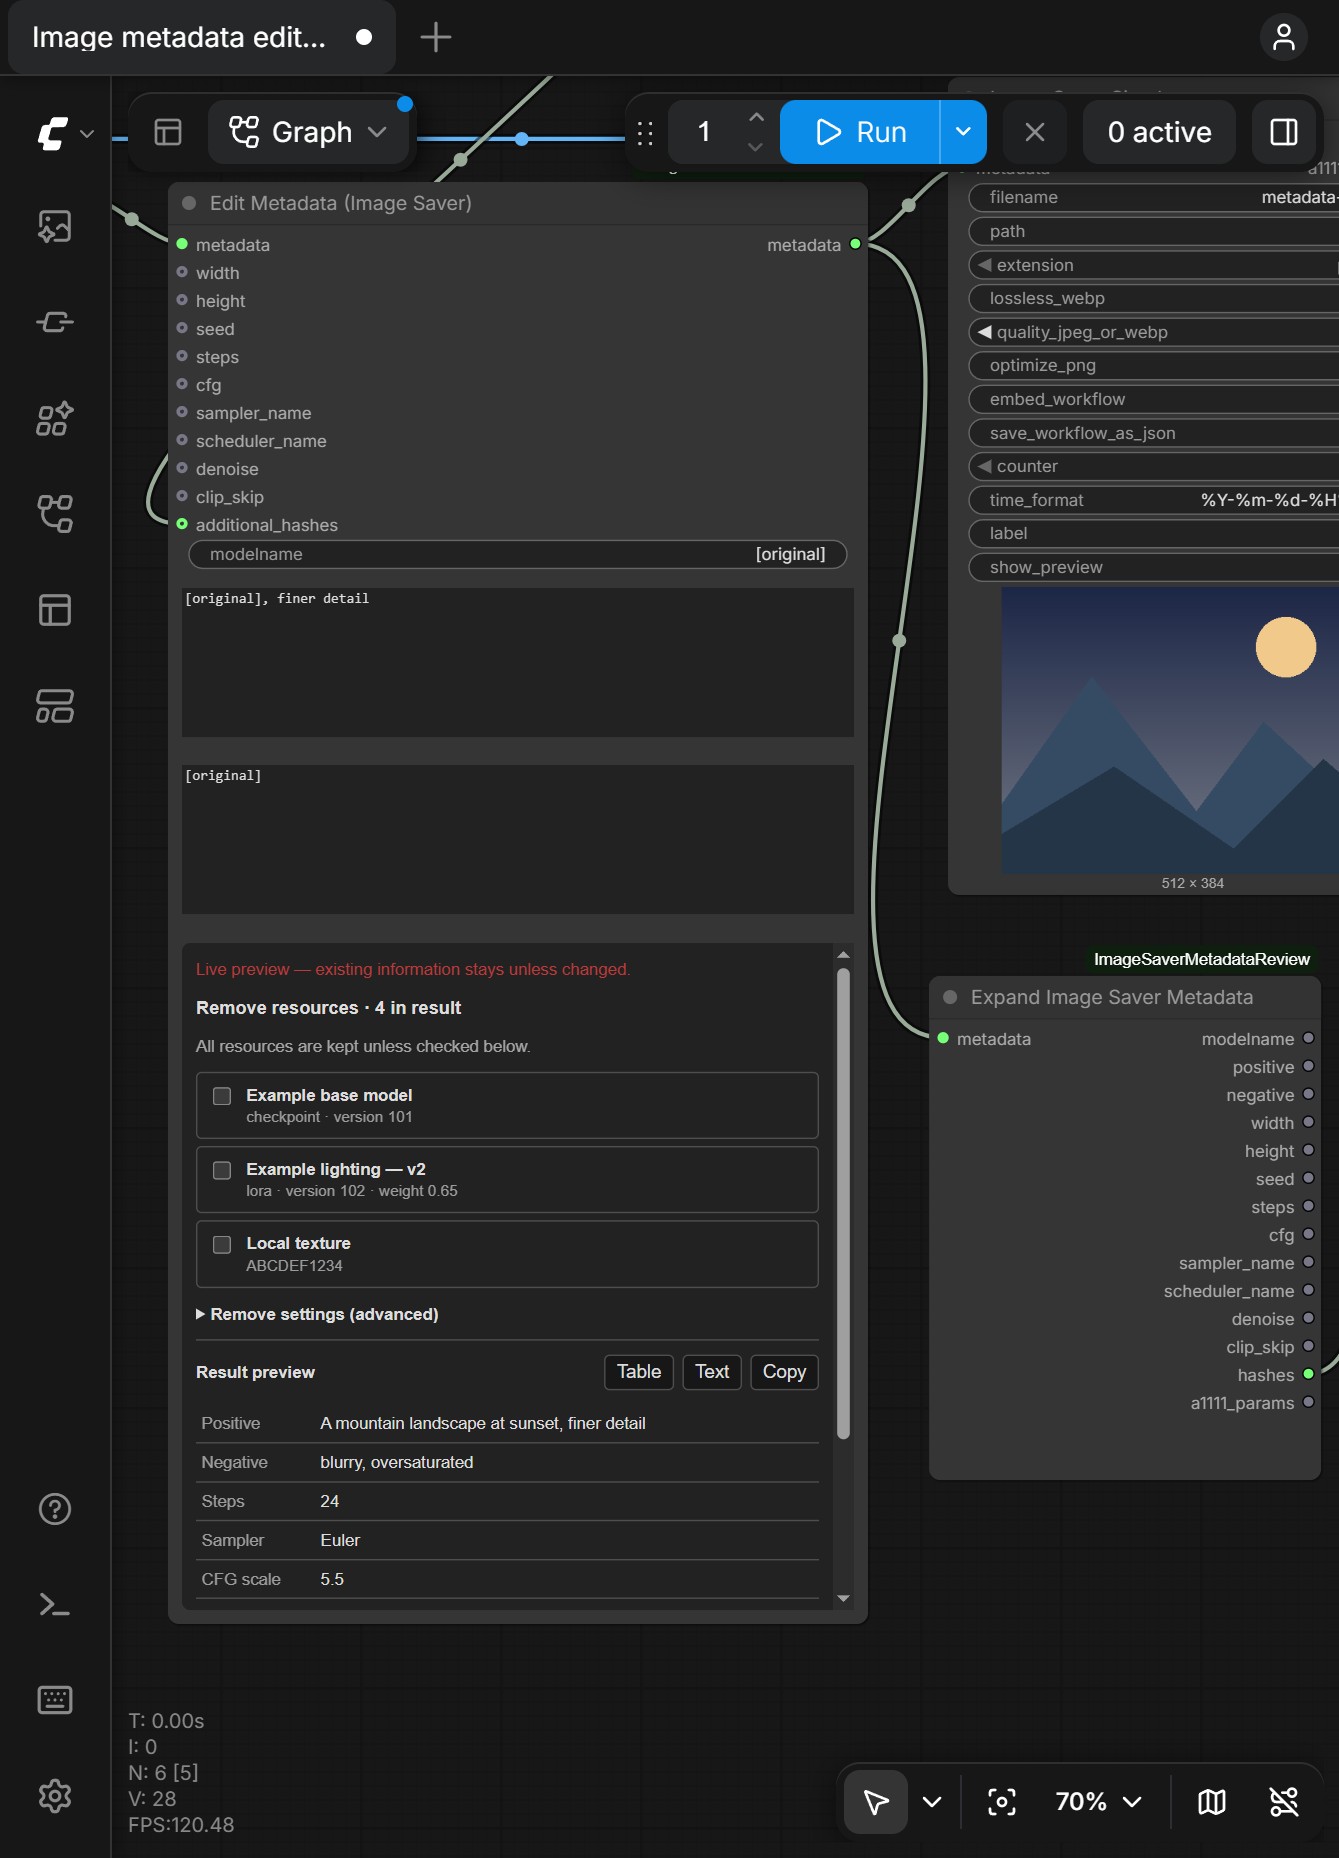 Image metadata edit...
Graph
1
Run
0 active
Edit Metadata (Image Saver)
metadata
metadata
width
height
seed
steps
cfg
sampler_name
scheduler_name
denoise
clip_skip
additional_hashes
modelname [original]
[original], finer detail
[original]
Live preview — existing information stays unless changed.
Remove resources · 4 in result
All resources are kept unless checked below.
Example base model
checkpoint · version 101
Example lighting — v2
lora · version 102 · weight 0.65
Local texture
ABCDEF1234
Remove settings (advanced)
Result preview
Table
Text
Copy
Positive A mountain landscape at sunset, finer detail
Negative blurry, oversaturated
Steps 24
Sampler Euler
CFG scale 5.5
filename metadata-
path
extension
lossless_webp
quality_jpeg_or_webp
optimize_png
embed_workflow
save_workflow_as_json
counter
time_format %Y-%m-%d-%H
label
show_preview
512 × 384
ImageSaverMetadataReview
Expand Image Saver Metadata
metadata
modelname
positive
negative
width
height
seed
steps
cfg
sampler_name
scheduler_name
denoise
clip_skip
hashes
a1111_params
T: 0.00s
I: 0
N: 6 [5]
V: 28
FPS:120.48
70%